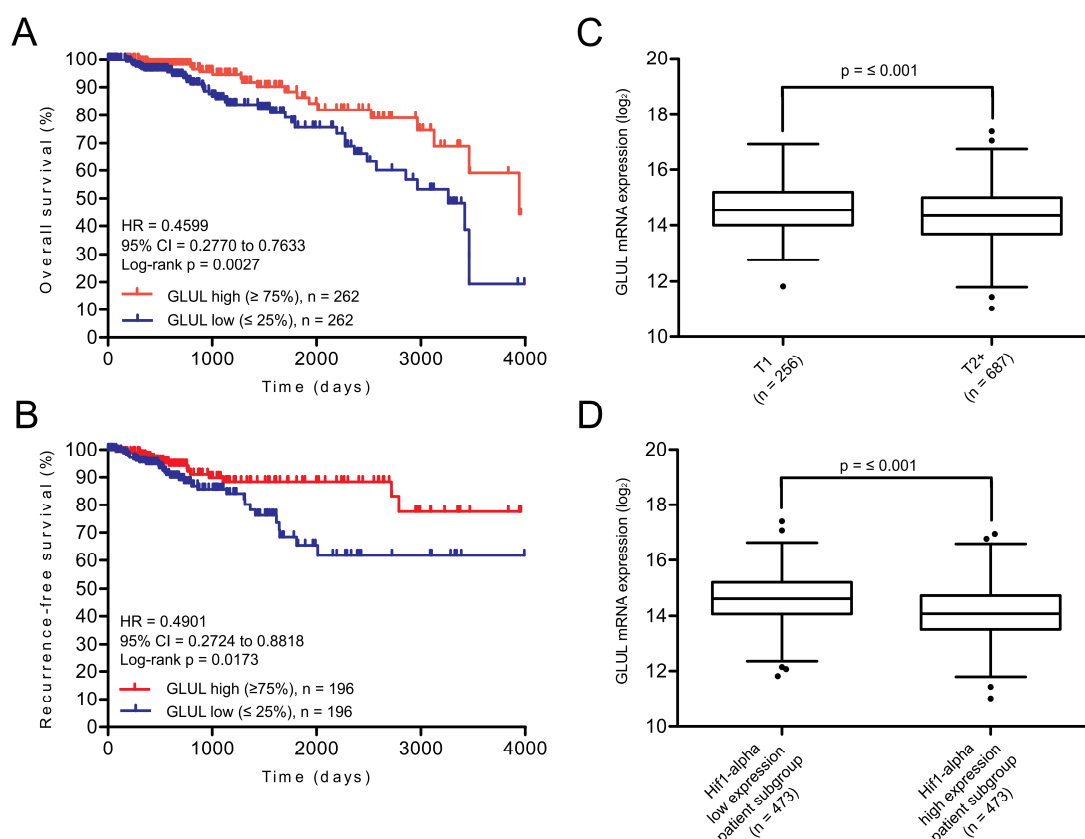 A
Overall survival (%)
100
90
80
70
60
50
40
30
20
10
0
HR = 0.4599
95% CI = 0.2770 to 0.7633
Log-rank p = 0.0027
GLUL high (≥ 75%), n = 262
GLUL low (≤ 25%), n = 262
0
1000
2000
3000
4000
Time (days)
B
Recurrence-free survival (%)
100
90
80
70
60
50
40
30
20
10
0
HR = 0.4901
95% CI = 0.2724 to 0.8818
Log-rank p = 0.0173
GLUL high (≥75%), n = 196
GLUL low (≤ 25%), n = 196
0
1000
2000
3000
4000
Time (days)
C
GLUL mRNA expression (log2)
20
18
16
14
12
10
p = ≤ 0.001
T1
(n = 256)
T2+
(n = 687)
D
GLUL mRNA expression (log2)
20
18
16
14
12
10
p = ≤ 0.001
Hif1-alpha
low expression
patient subgroup
(n = 473)
Hif1-alpha
high expression
patient subgroup
(n = 473)